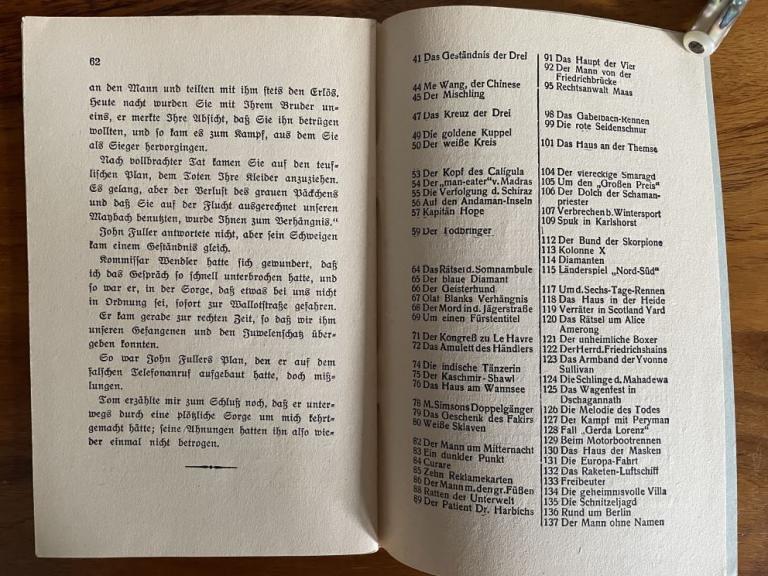 62
an den Mann und teilten mit ihm stets den Erlös.
Heute nacht wurden Sie mit Ihrem Bruder un-
eins, er merkte Ihre Absicht, daß Sie ihn betrügen
wollten, und so kam es zum Kampf, aus dem Sie
als Sieger hervorgingen.
Nach vollbrachter Tat kamen Sie auf den teuf-
lischen Plan, dem Toten Ihre Kleider anzuziehen.
Es gelang, aber der Verlust des grauen Päckchens
und daß Sie auf der Flucht ausgerechnet unseren
Maybach benutzten, wurde Ihnen zum Verhängnis.“
John Fuller antwortete nicht, aber sein Schweigen
kam einem Geständnis gleich.
Kommissar Wendler hatte sich gewundert, daß
ich das Gespräch so schnell unterbrochen hatte, und
so war er, in der Sorge, daß etwas bei uns nicht
in Ordnung sei, sofort zur Wallotstraße gefahren.
Er kam gerade zur rechten Zeit, so daß wir ihm
unseren Gefangenen und den Juwelenschatz über-
geben konnten.
So war John Fullers Plan, den er auf dem
falschen Telefonanruf aufgebaut hatte, doch miß-
lungen.
Tom erzählte mir zum Schluß noch, daß er unter-
wegs durch eine plötzliche Sorge um mich kehrt-
gemacht hätte; seine Ahnungen hatten ihn also wie-
der einmal nicht betrogen.
41 Das Geständnis der Drei
44 Me Wang, der Chinese
45 Der Mischling
47 Das Kreuz der Drei
49 Die goldene Kuppel
50 Der weiße Kreis
53 Der Kopf des Caligula
54 Der „man-eater“ v. Madras
55 Die Verfolgung d. Schiraz
56 Auf den Andaman-Inseln
57 Kapitän Hope
59 Der Todbringer
64 Das Rätsel d. Somnambule
65 Der blaue Diamant
66 Der Geisterhund
67 Olaf Blanks Verhängnis
68 Der Mord in d. Jägerstraße
69 Um einen Fürstentitel
71 Der Kongreß zu Le Havre
72 Das Amulett des Händlers
74 Die indische Tänzerin
75 Der Kaschmir-Shawl
76 Das Haus am Wannsee
78 M. Simsons Doppelgänger
79 Das Geschenk des Fakirs
80 Weiße Sklaven
82 Der Mann um Mitternacht
83 Ein dunkler Punkt
84 Curare
85 Zehn Reklamekarten
86 Der Mann m. den gr. Füßen
88 Ratten der Unterwelt
89 Der Patient Dr. Harbichs
91 Das Haupt der Vier
92 Der Mann von der
Friedrichbrücke
95 Rechtsanwalt Maas
98 Das Gabelbach-Kennen
99 Die rote Seidenschnur
101 Das Haus an der Themse
104 Der viereckige Smaragd
105 Um den „Großen Preis“
106 Der Dolch der Schaman-
priester
107 Verbrechen b. Wintersport
109 Spuk in Karlshorst
112 Der Bund der Skorpione
113 Kolonne X
114 Diamanten
115 Länderspiel „Nord-Süd“
117 Um d. Sechs-Tage-Rennen
118 Das Haus in der Heide
119 Verräter in Scotland Yard
120 Das Rätsel um Alice
Amerong
121 Der unheimliche Boxer
122 Der Herr d. Friedrichshains
123 Das Armband der Yvonne
Sullivan
124 Die Schlinge d. Mahadewa
125 Das Wagenfest in
Dschagannath
126 Die Melodie des Todes
127 Der Kampf mit Peryman
128 Fall „Gerda Lorenz“
129 Beim Motorbootrennen
130 Das Haus der Masken
131 Die Europa-Fahrt
132 Das Raketen-Luftschiff
133 Freibeuter
134 Die geheimnisvolle Villa
135 Die Schnitzeljagd
136 Rund um Berlin
137 Der Mann ohne Namen